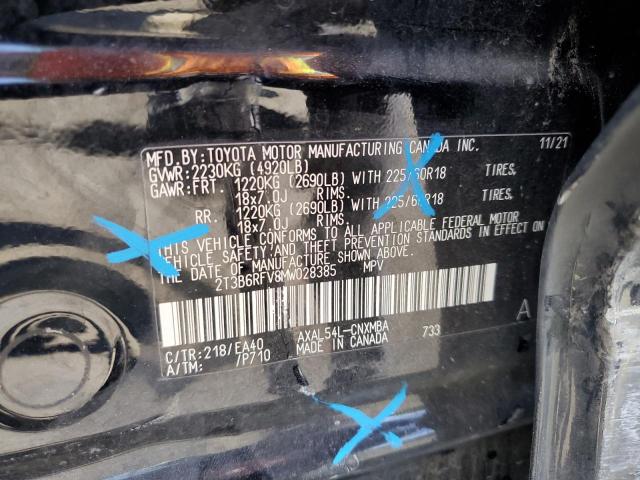 MFD.BY:TOYOTA MOTOR MANUFACTURING CANADA INC. 11/21
GVWR:2230KG (4920LB)
GAWR:FRT. 1220KG (2690LB) WITH 225/60R18 TIRES.
18x7.0J RIMS.
RR. 1220KG (2690LB) WITH 225/60R18 TIRES.
18x7.0J RIMS.
THIS VEHICLE CONFORMS TO ALL APPLICABLE FEDERAL MOTOR
VEHICLE SAFETY, AND THEFT PREVENTION STANDARDS IN EFFECT ON
THE DATE OF MANUFACTURE SHOWN ABOVE.
2T3B6RFV8MW028385 MPV
A
C/TR:218/EA40 AXAL54L-CNXMBA 733
A/TM: 7P710 MADE IN CANADA